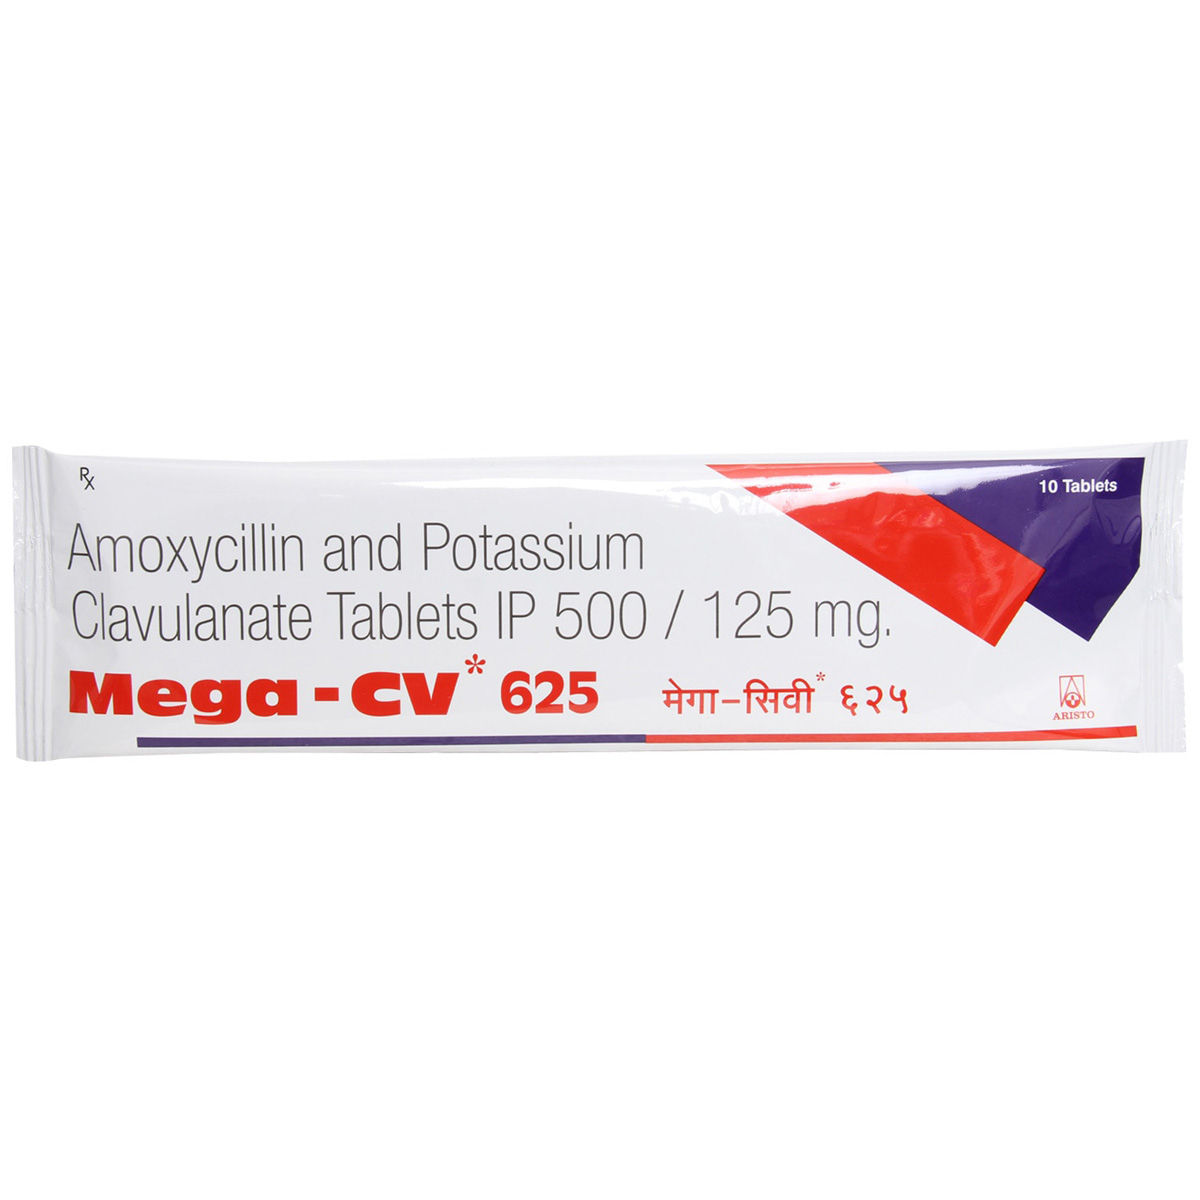 Rx
10 Tablets
Amoxycillin and Potassium
Clavulanate Tablets IP 500 / 125 mg.
Mega - CV* 625
मेगा-सिवी* ६२५
ARISTO